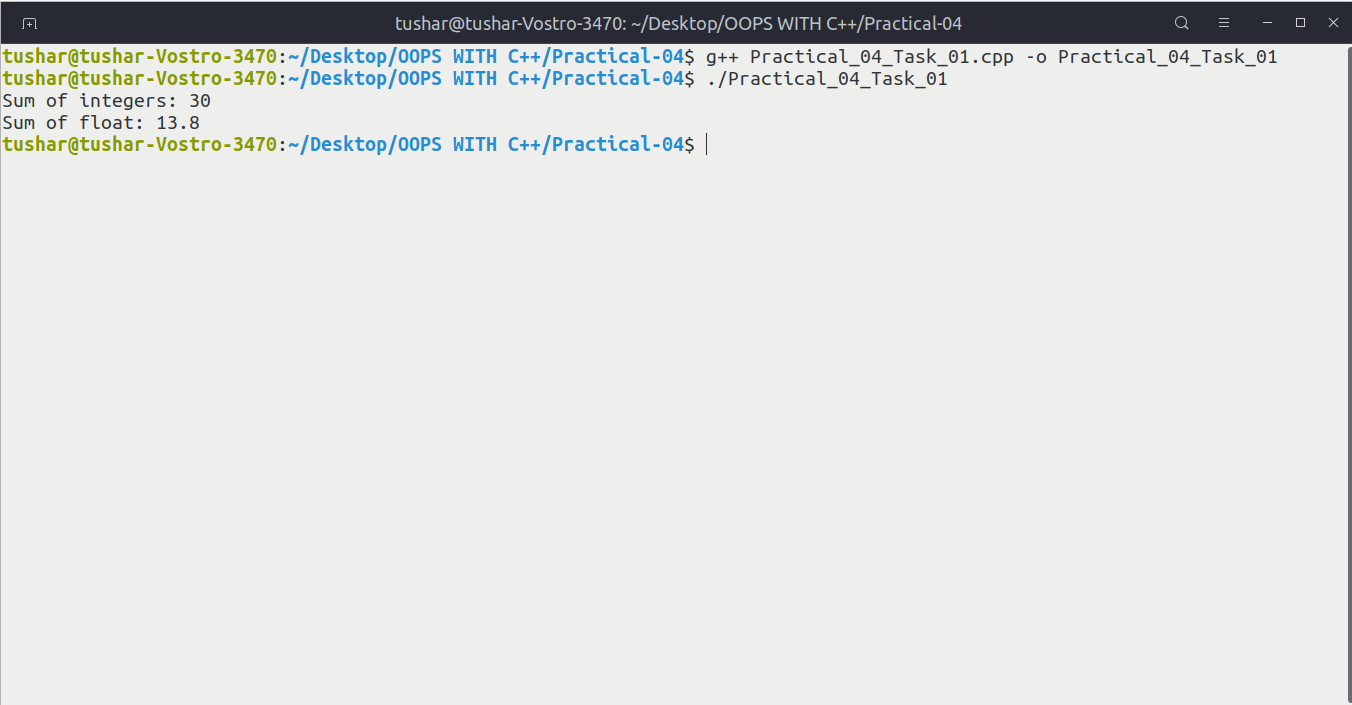 tushar@tushar-Vostro-3470: ~/Desktop/OOPS WITH C++/Practical-04
tushar@tushar-Vostro-3470:~/Desktop/OOPS WITH C++/Practical-04$ g++ Practical_04_Task_01.cpp -o Practical_04_Task_01
tushar@tushar-Vostro-3470:~/Desktop/OOPS WITH C++/Practical-04$ ./Practical_04_Task_01
Sum of integers: 30
Sum of float: 13.8
tushar@tushar-Vostro-3470:~/Desktop/OOPS WITH C++/Practical-04$